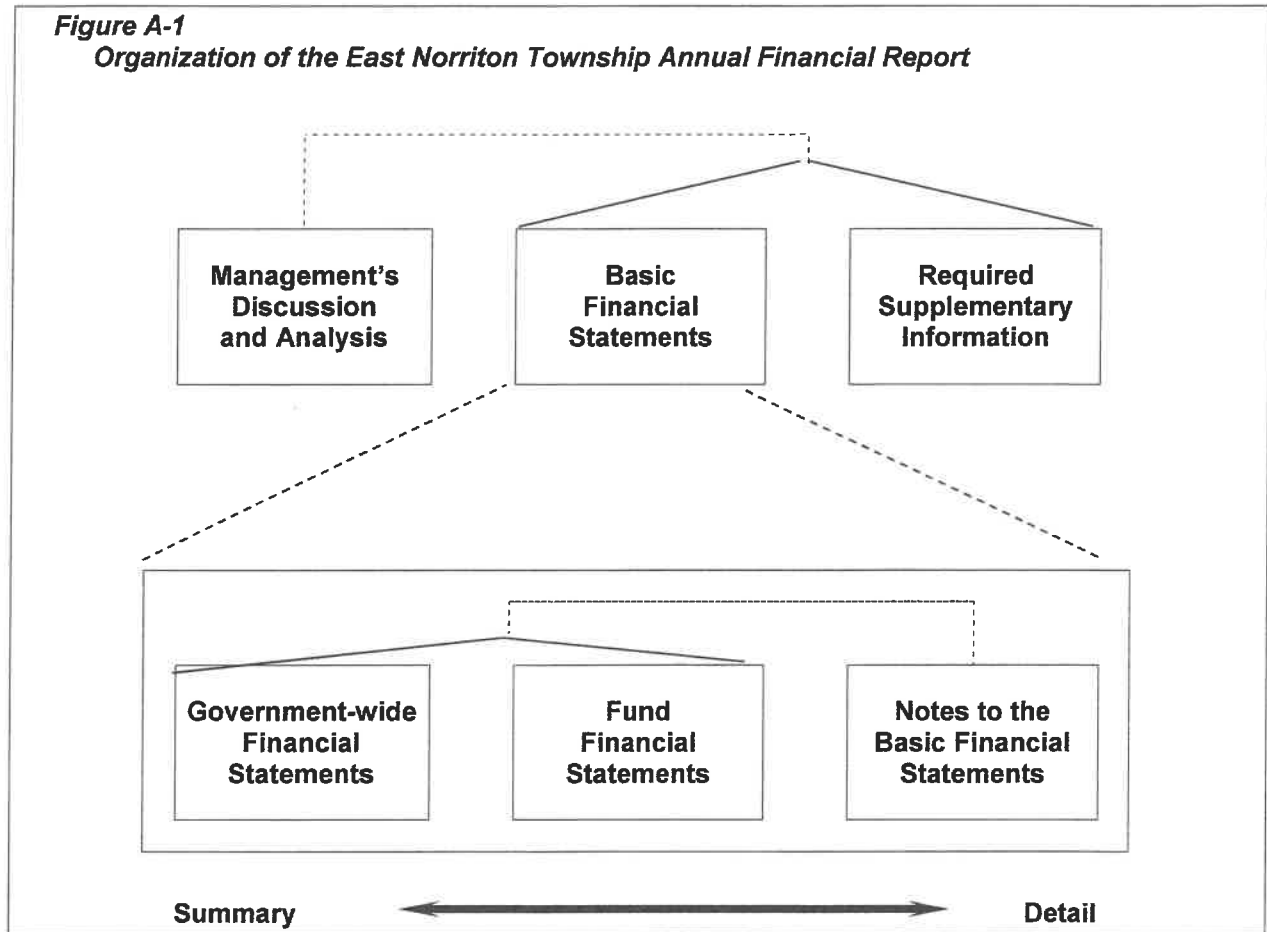 Figure A-1
Organization of the East Norriton Township Annual Financial Report
Management's
Discussion
and Analysis
Basic
Financial
Statements
Required
Supplementary
Information
Government-wide
Financial
Statements
Fund
Financial
Statements
Notes to the
Basic Financial
Statements
Summary
Detail